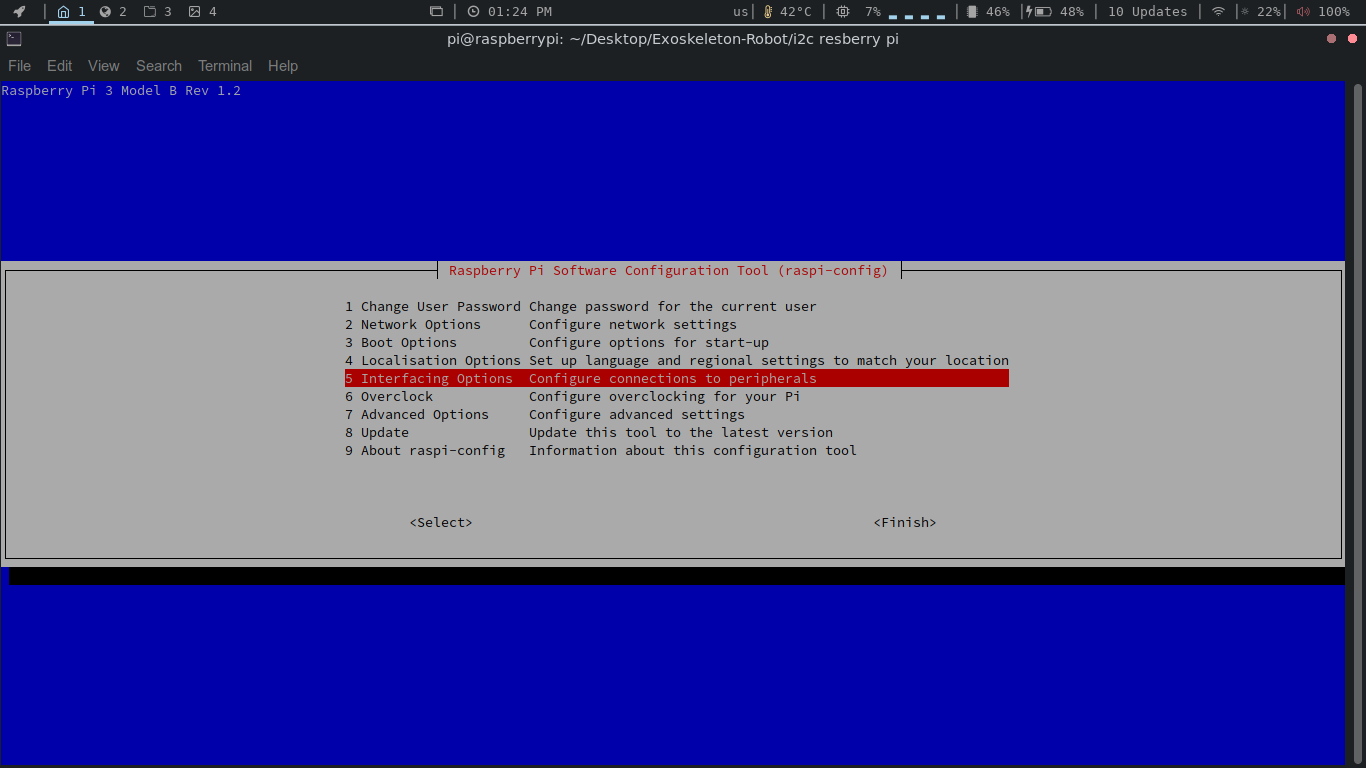 1 2 3 4 01:24 PM us 42°C 7% 46% 48% 10 Updates 22% 100%
pi@raspberrypi: ~/Desktop/Exoskeleton-Robot/i2c resberry pi
File Edit View Search Terminal Help
Raspberry Pi 3 Model B Rev 1.2
Raspberry Pi Software Configuration Tool (raspi-config)
1 Change User Password Change password for the current user
2 Network Options Configure network settings
3 Boot Options Configure options for start-up
4 Localisation Options Set up language and regional settings to match your location
5 Interfacing Options Configure connections to peripherals
6 Overclock Configure overclocking for your Pi
7 Advanced Options Configure advanced settings
8 Update Update this tool to the latest version
9 About raspi-config Information about this configuration tool
<Select> <Finish>